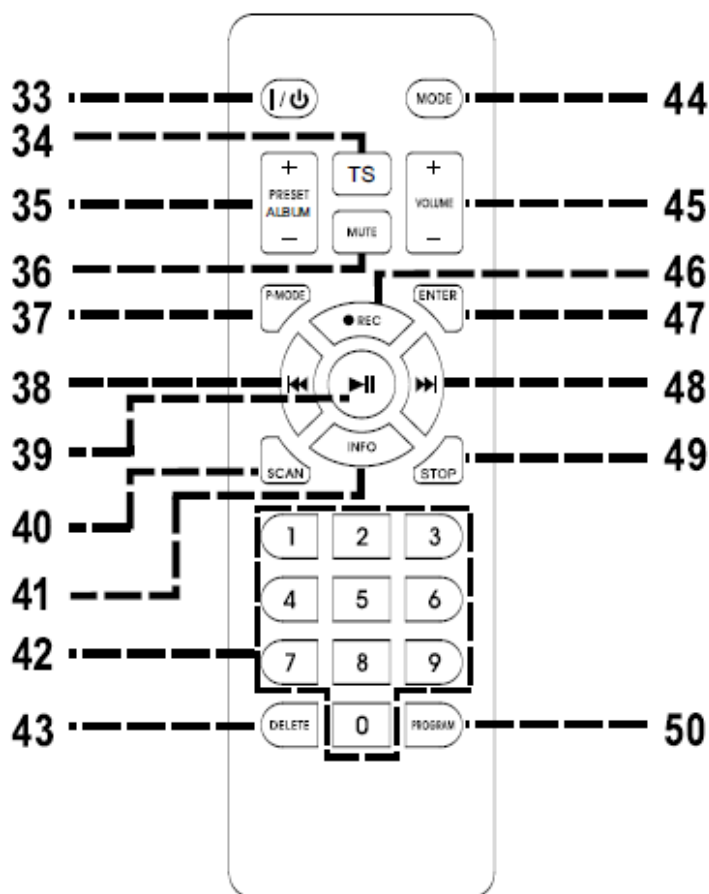 33 I/⏻ MODE 44
34 TS
+ +
35 PRESET VOLUME 45
ALBUM
- -
36 MUTE 46
P-MODE ENTER
37 ●REC 47
38 ⏮ ⏯ ⏭ 48
39 INFO 49
SCAN STOP
40
1 2 3
41 4 5 6
42 7 8 9
43 DELETE 0 PROGRAM 50